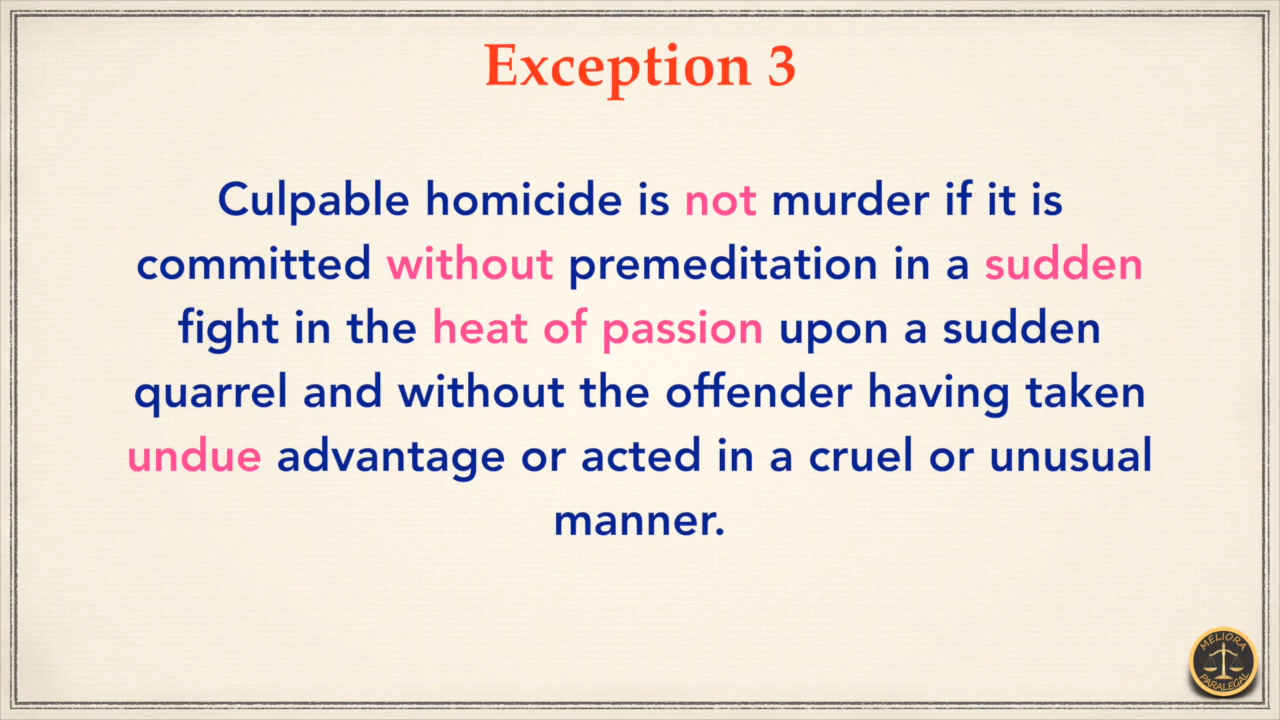 Exception 3
Culpable homicide is not murder if it is
committed without premeditation in a sudden
fight in the heat of passion upon a sudden
quarrel and without the offender having taken
undue advantage or acted in a cruel or unusual
manner.
MELIORA
PARALEGAL